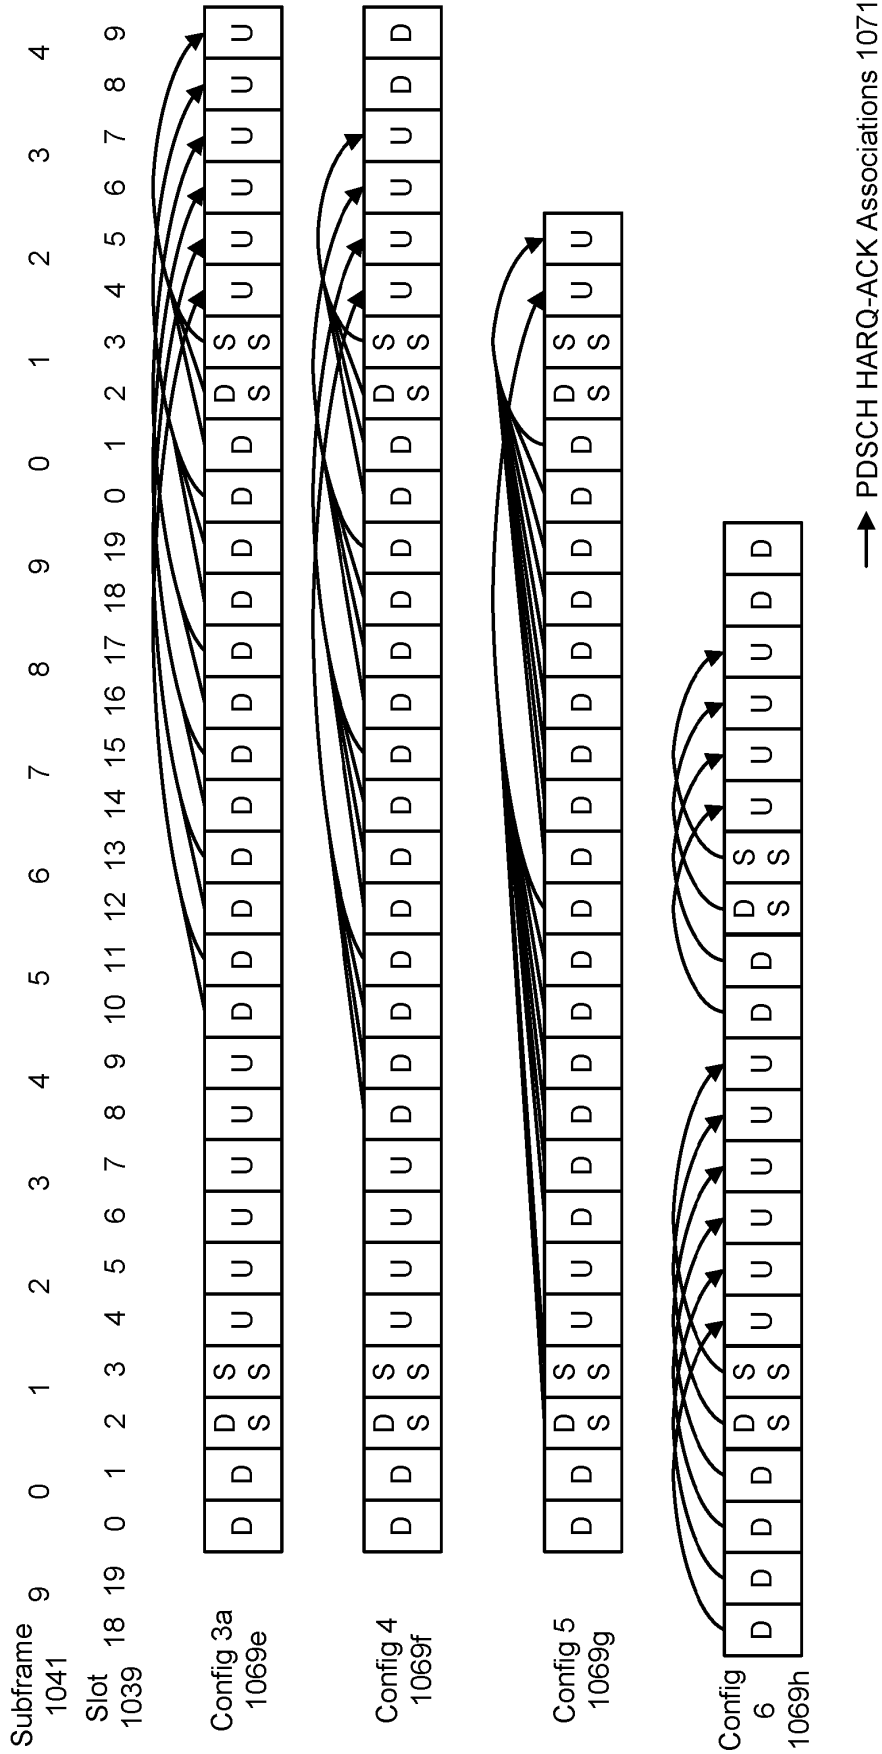 Subframe 1041 9 0 1 2 3 4 5 6 7 8 9 0 1 2 3 4
Slot 1039 18 19 0 1 2 3 4 5 6 7 8 9 10 11 12 13 14 15 16 17 18 19 0 1 2 3 4 5 6 7 8 9
Config 3a 1069e
D D D S U U U U U U D D D D D D D D D D D D D S U U U U U U
S S S S
Config 4 1069f
D D D S U U U U D D D D D D D D D D D D D D D S U U U U D D
S S S S
Config 5 1069g
D D D S U U D D D D D D D D D D D D D D D D D S U U
S S S S
Config 6 1069h
D D D D D S U U U U U U D D D S U U U U D D
S S S S
PDSCH HARQ-ACK Associations 1071